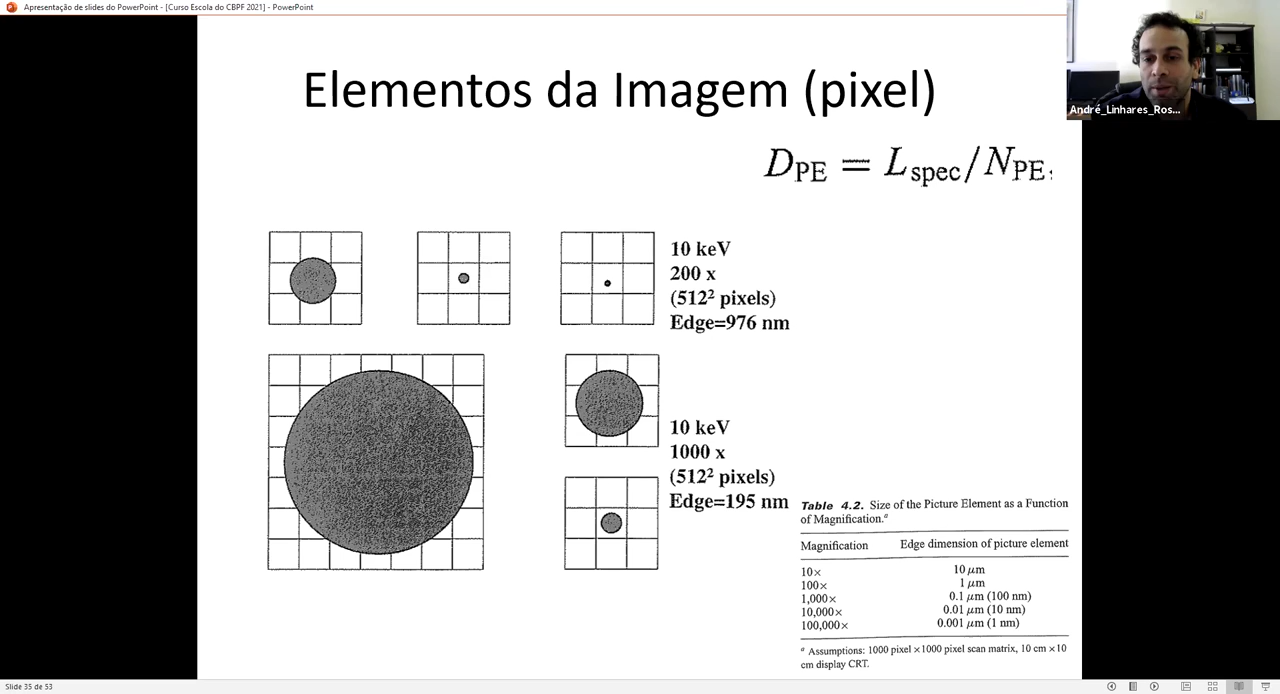 Apresentação de slides do PowerPoint - [Curso Escola do CBPF 2021] - PowerPoint
André_Linhares_Ros...
Elementos da Imagem (pixel)
D_PE = L_spec/N_PE,
10 keV
200 x
(512² pixels)
Edge=976 nm
10 keV
1000 x
(512² pixels)
Edge=195 nm
Table 4.2. Size of the Picture Element as a Function
of Magnification.ᵃ
Magnification Edge dimension of picture element
10× 10 μm
100× 1 μm
1,000× 0.1 μm (100 nm)
10,000× 0.01 μm (10 nm)
100,000× 0.001 μm (1 nm)
ᵃ Assumptions: 1000 pixel × 1000 pixel scan matrix, 10 cm × 10
cm display CRT.
Slide 35 de 53